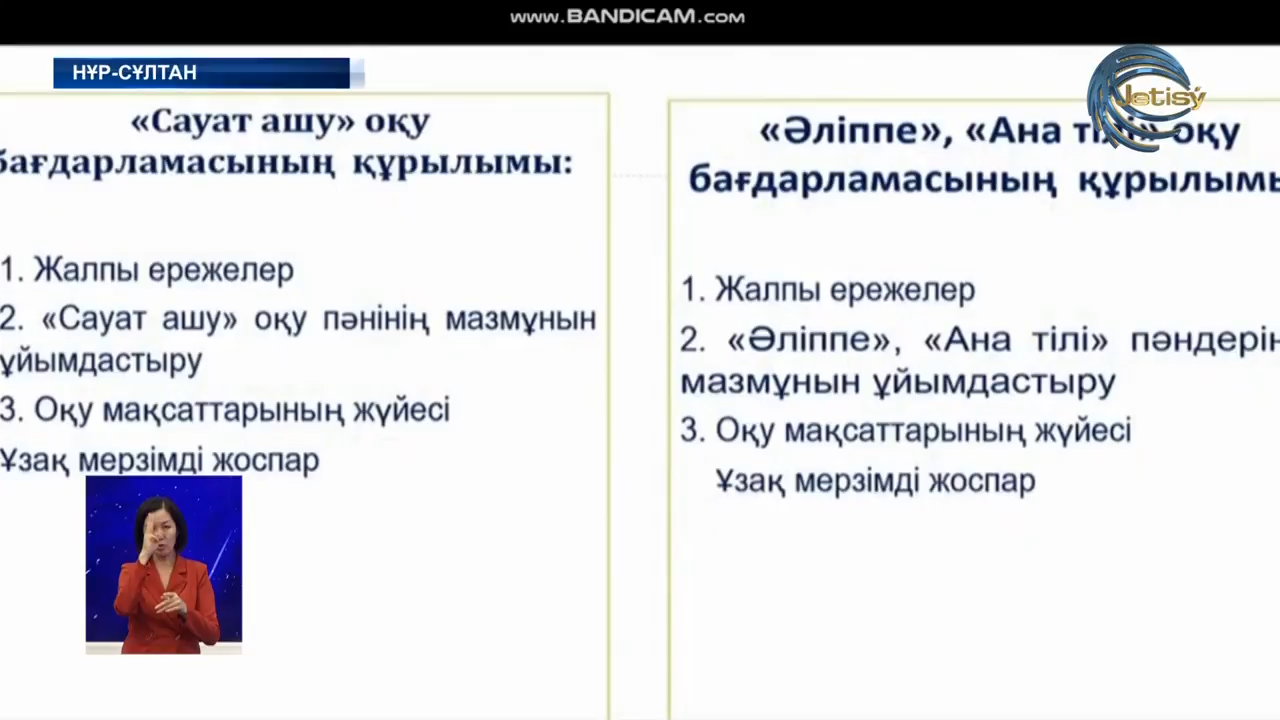 www.BANDICAM.com
НҰР-СҰЛТАН
Jetisý
«Сауат ашу» оқу
бағдарламасының құрылымы:
1. Жалпы ережелер
2. «Сауат ашу» оқу пәнінің мазмұнын
ұйымдастыру
3. Оқу мақсаттарының жүйесі
Ұзақ мерзімді жоспар
«Әліппе», «Ана тілі» оқу
бағдарламасының құрылымы
1. Жалпы ережелер
2. «Әліппе», «Ана тілі» пәндерін
мазмұнын ұйымдастыру
3. Оқу мақсаттарының жүйесі
Ұзақ мерзімді жоспар